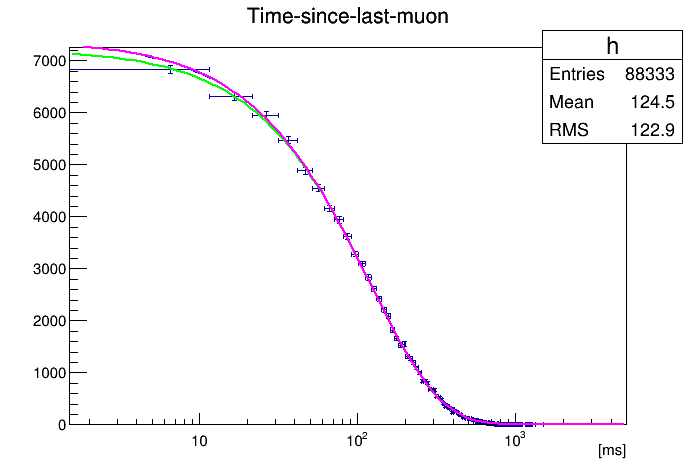 Time-since-last-muon
h
Entries 88333
Mean 124.5
RMS 122.9
7000
6000
5000
4000
3000
2000
1000
0
10 10² 10³
[ms]